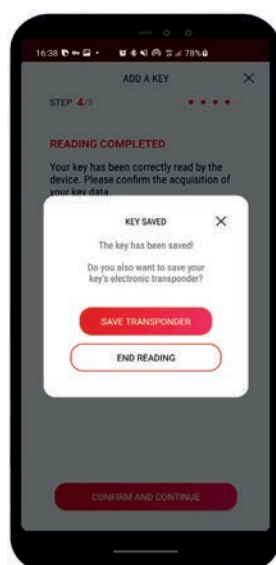 16:38 78%
ADD A KEY
STEP 4/5
READING COMPLETED
Your key has been correctly read by the
device. Please confirm the acquisition of
your key data.
KEY SAVED
The key has been saved!
Do you also want to save your
key's electronic transponder?
SAVE TRANSPONDER
END READING
CONFIRM AND CONTINUE